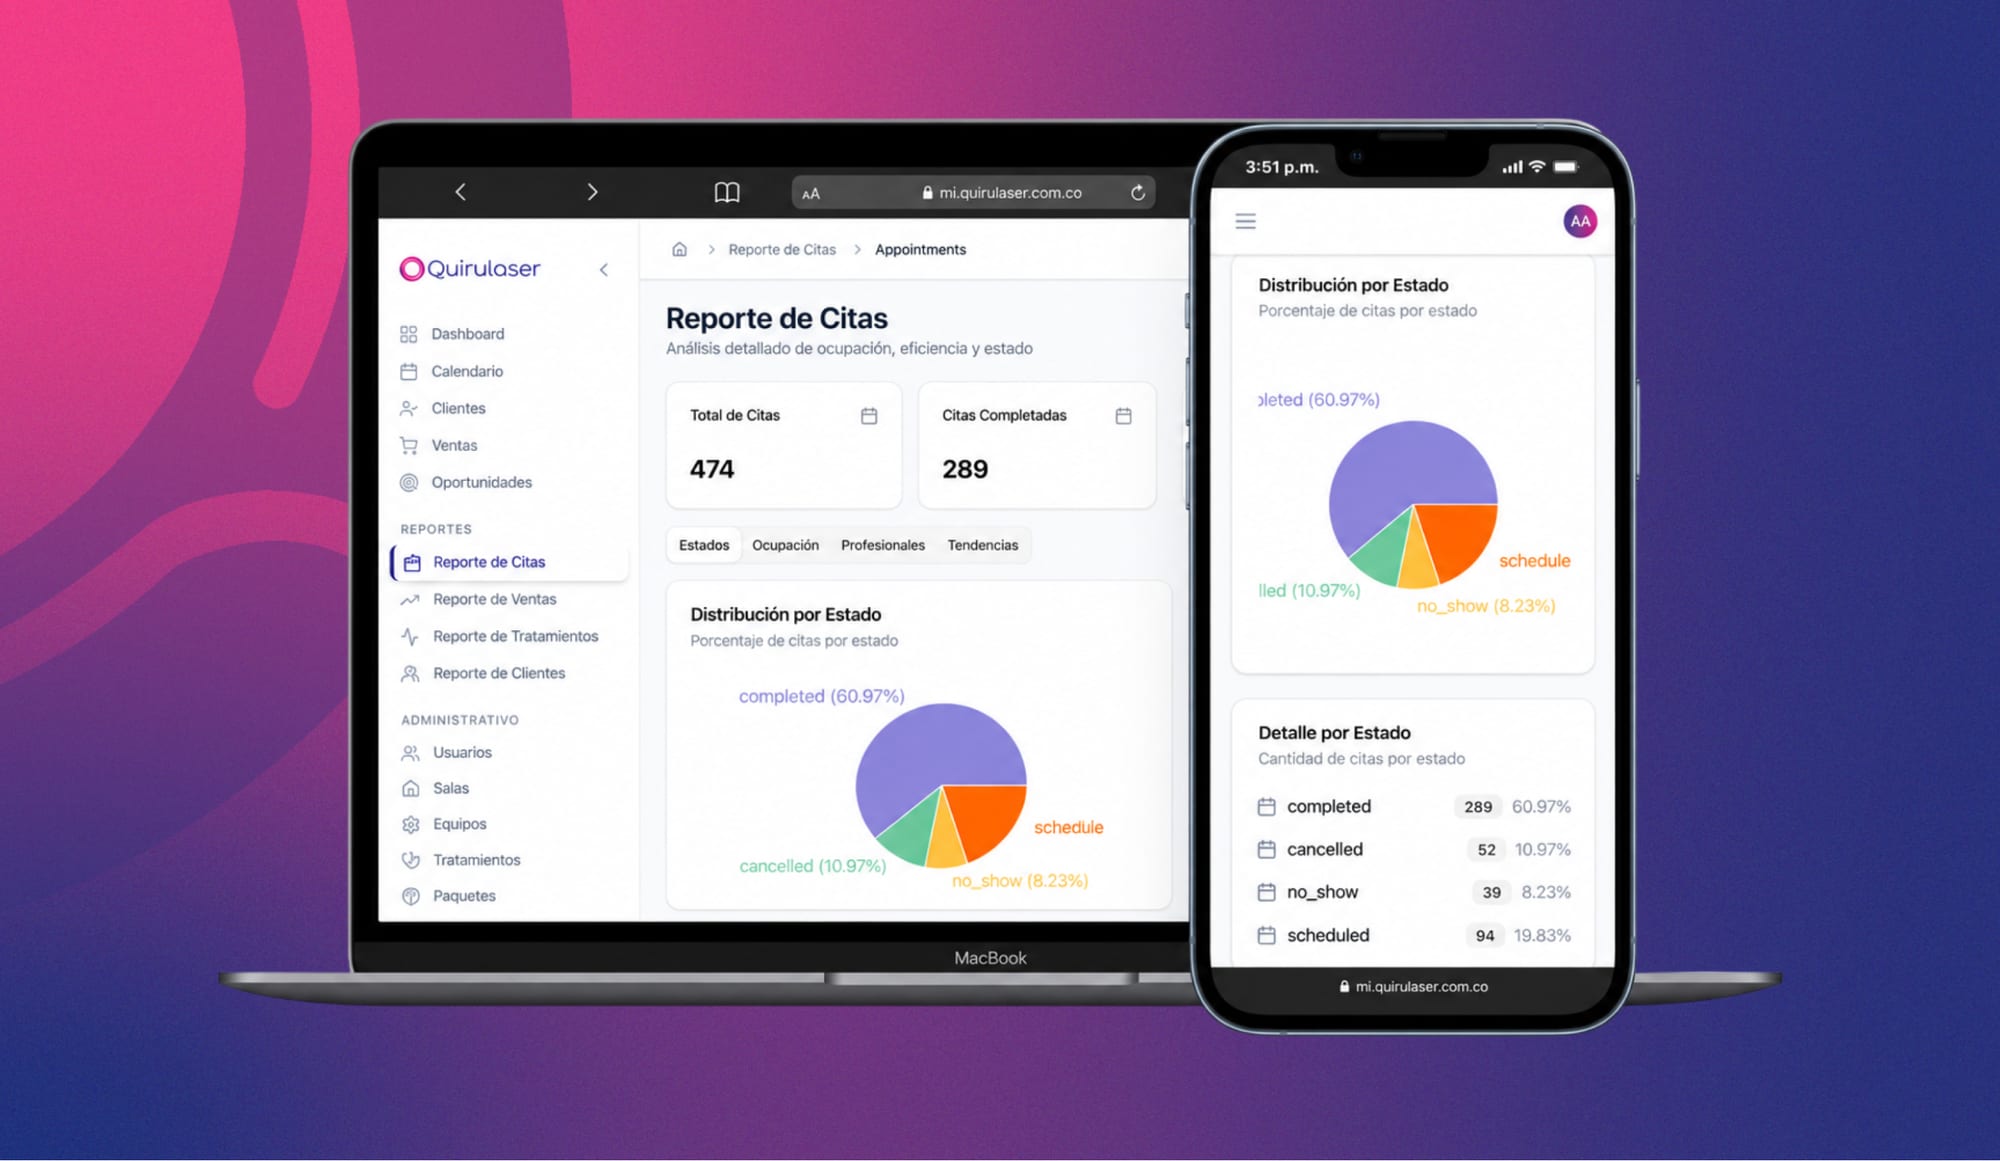 mi.quirulaser.com.co
AA
Quirulaser
Dashboard
Calendario
Clientes
Ventas
Oportunidades
REPORTES
Reporte de Citas
Reporte de Ventas
Reporte de Tratamientos
Reporte de Clientes
ADMINISTRATIVO
Usuarios
Salas
Equipos
Tratamientos
Paquetes
Reporte de Citas
Appointments
Reporte de Citas
Análisis detallado de ocupación, eficiencia y estado
Total de Citas
474
Citas Completadas
289
Estados Ocupación Profesionales Tendencias
Distribución por Estado
Porcentaje de citas por estado
completed (60.97%)
schedule
cancelled (10.97%)
no_show (8.23%)
MacBook
3:51 p.m.
AA
Distribución por Estado
Porcentaje de citas por estado
pleted (60.97%)
schedule
lled (10.97%)
no_show (8.23%)
Detalle por Estado
Cantidad de citas por estado
completed 289 60.97%
cancelled 52 10.97%
no_show 39 8.23%
scheduled 94 19.83%
mi.quirulaser.com.co